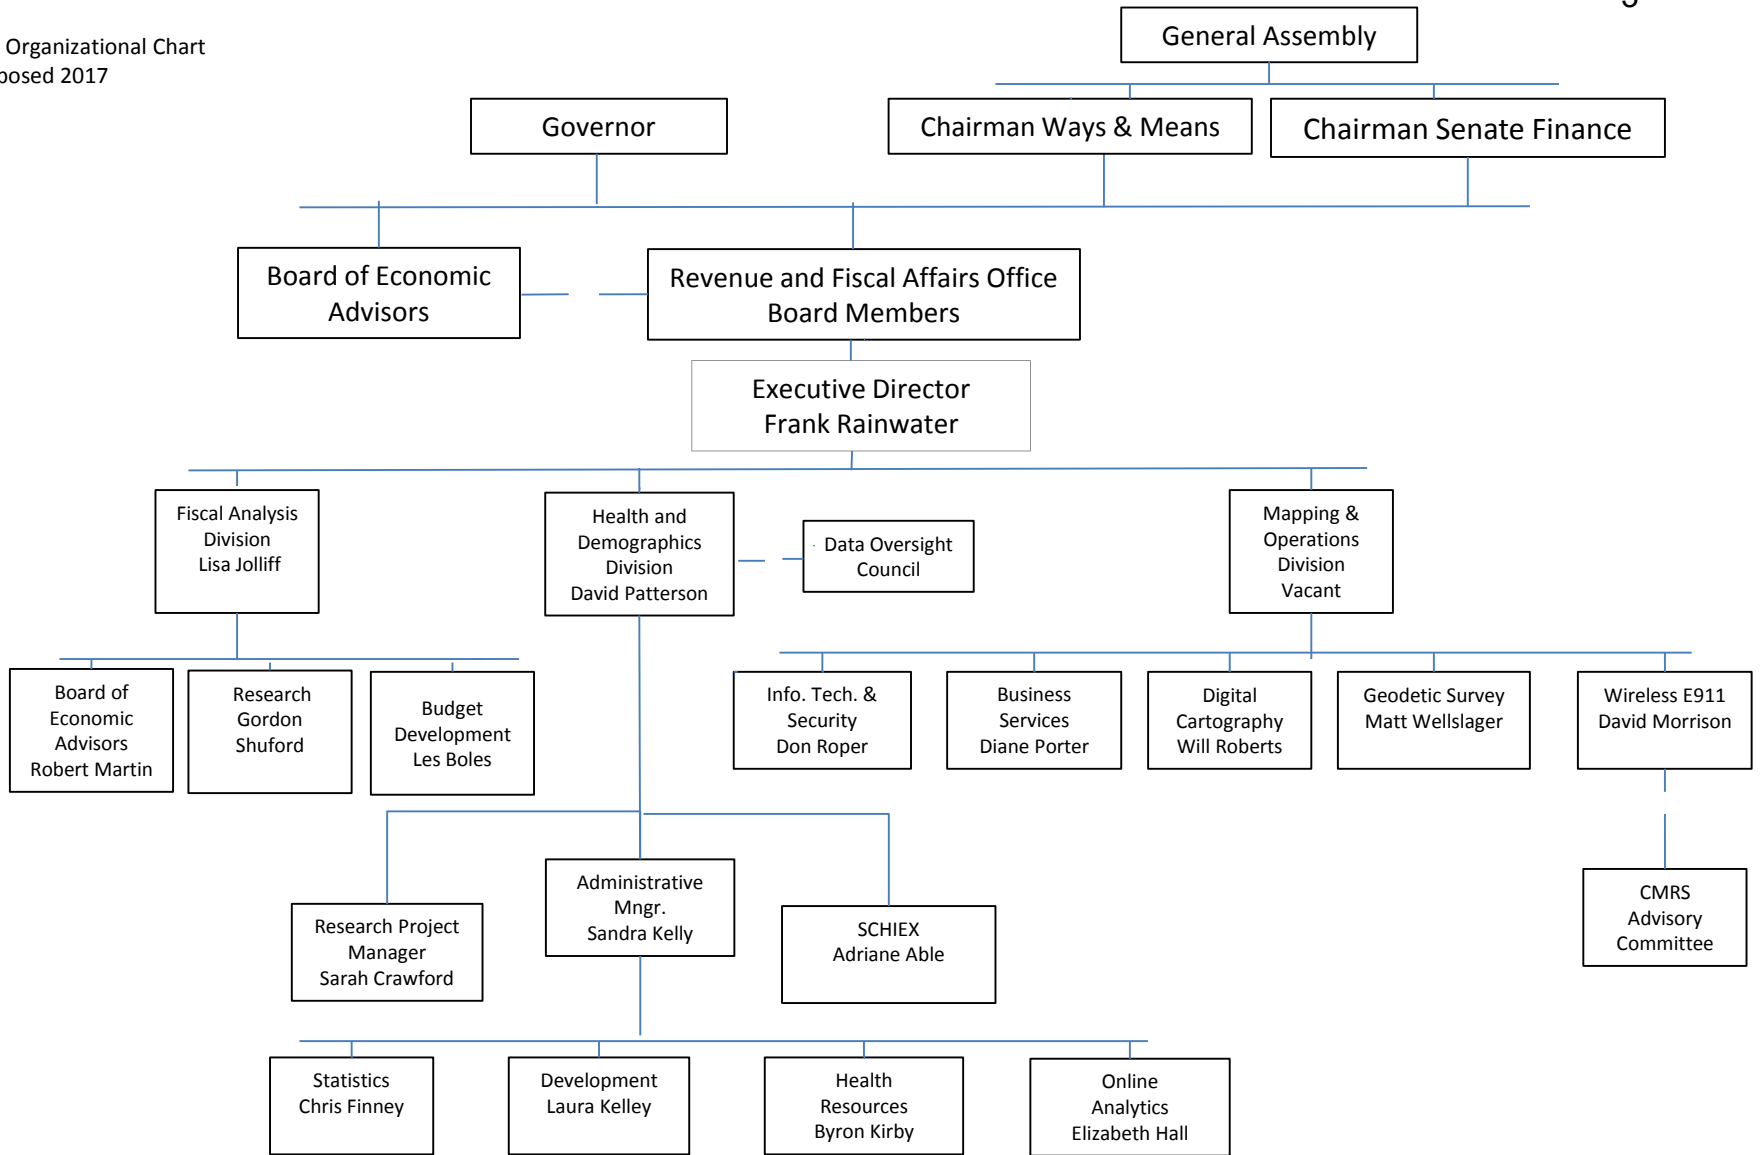 Organizational Chart
posed 2017
General Assembly
Governor
Chairman Ways & Means
Chairman Senate Finance
Board of Economic
Advisors
Revenue and Fiscal Affairs Office
Board Members
Executive Director
Frank Rainwater
Fiscal Analysis
Division
Lisa Jolliff
Health and
Demographics
Division
David Patterson
Data Oversight
Council
Mapping &
Operations
Division
Vacant
Board of
Economic
Advisors
Robert Martin
Research
Gordon
Shuford
Budget
Development
Les Boles
Info. Tech. &
Security
Don Roper
Business
Services
Diane Porter
Digital
Cartography
Will Roberts
Geodetic Survey
Matt Wellslager
Wireless E911
David Morrison
Research Project
Manager
Sarah Crawford
Administrative
Mngr.
Sandra Kelly
SCHIEX
Adriane Able
CMRS
Advisory
Committee
Statistics
Chris Finney
Development
Laura Kelley
Health
Resources
Byron Kirby
Online
Analytics
Elizabeth Hall